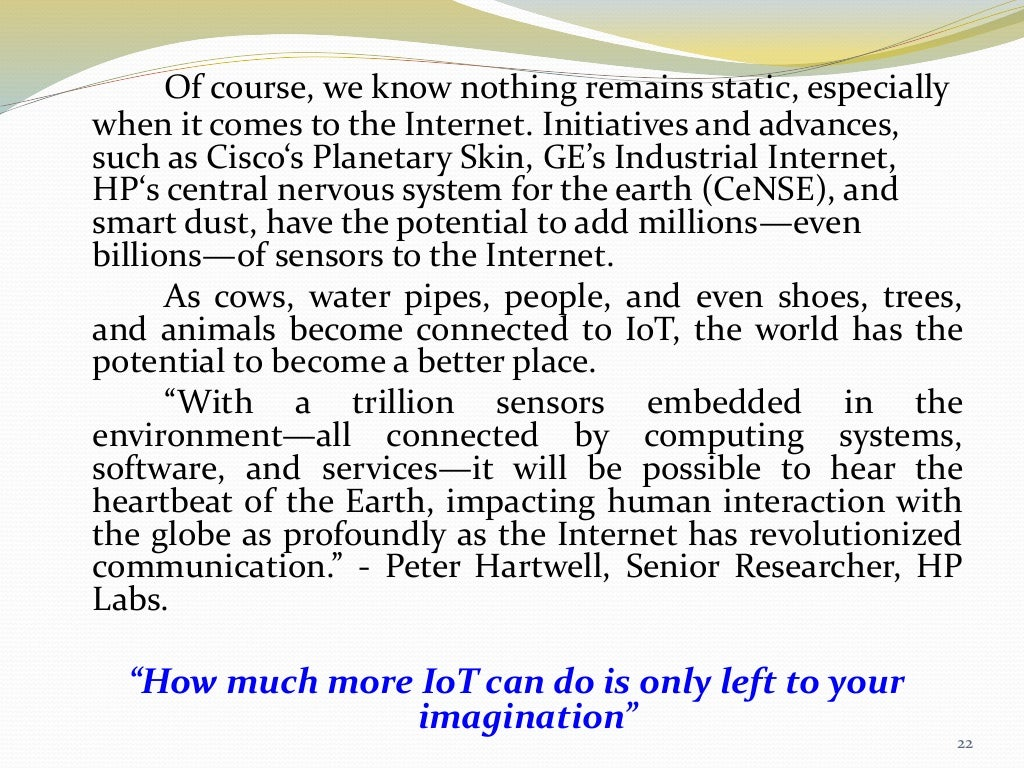 Of course, we know nothing remains static, especially
when it comes to the Internet. Initiatives and advances,
such as Cisco‘s Planetary Skin, GE’s Industrial Internet,
HP‘s central nervous system for the earth (CeNSE), and
smart dust, have the potential to add millions—even
billions—of sensors to the Internet.
As cows, water pipes, people, and even shoes, trees,
and animals become connected to IoT, the world has the
potential to become a better place.
“With a trillion sensors embedded in the
environment—all connected by computing systems,
software, and services—it will be possible to hear the
heartbeat of the Earth, impacting human interaction with
the globe as profoundly as the Internet has revolutionized
communication.” - Peter Hartwell, Senior Researcher, HP
Labs.
“How much more IoT can do is only left to your
imagination”
22